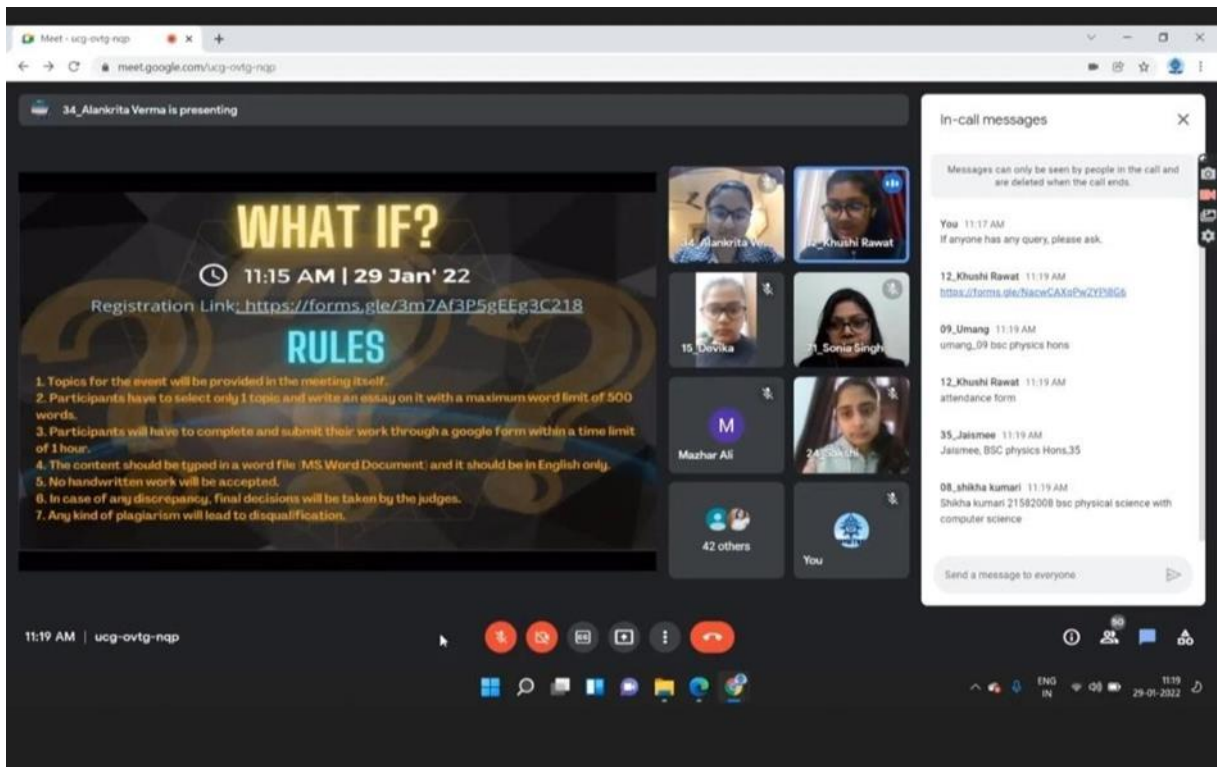 Meet - ucg-ovtg-nqp
meet.google.com/ucg-ovtg-nqp
34_Alankrita Verma is presenting
WHAT IF?
11:15 AM | 29 Jan' 22
Registration Link: https://forms.gle/3m7Af3P5gEEg3C218
RULES
1. Topics for the event will be provided in the meeting itself.
2. Participants have to select only 1 topic and write an essay on it with a maximum word limit of 500
words.
3. Participants will have to complete and submit their work through a google form within a time limit
of 1 hour.
4. The content should be typed in a word file (MS Word Document) and it should be in English only.
5. No handwritten work will be accepted.
6. In case of any discrepancy, final decisions will be taken by the judges.
7. Any kind of plagiarism will lead to
34_Alankrita Ve...
12_Khushi Rawat
15_Devika
71_Sonia Singh
M
Mazhar Ali
24_Sakshi
42 others
You
In-call messages
Messages can only be seen by people in the call and
are deleted when the call ends.
You 11:17 AM
If anyone has any query, please ask.
12_Khushi Rawat 11:19 AM
09_Umang 11:19 AM
umang_09 bsc physics hons
12_Khushi Rawat 11:19 AM
attendance form
35_Jaismee 11:19 AM
Jaismee, BSC physics Hons,35
08_shikha kumari 11:19 AM
Shikha kumari 21582008 bsc physical science with
computer science
Send a message to everyone
11:19 AM | ucg-ovtg-nqp
50
ENG
IN
11:19
29-01-2022